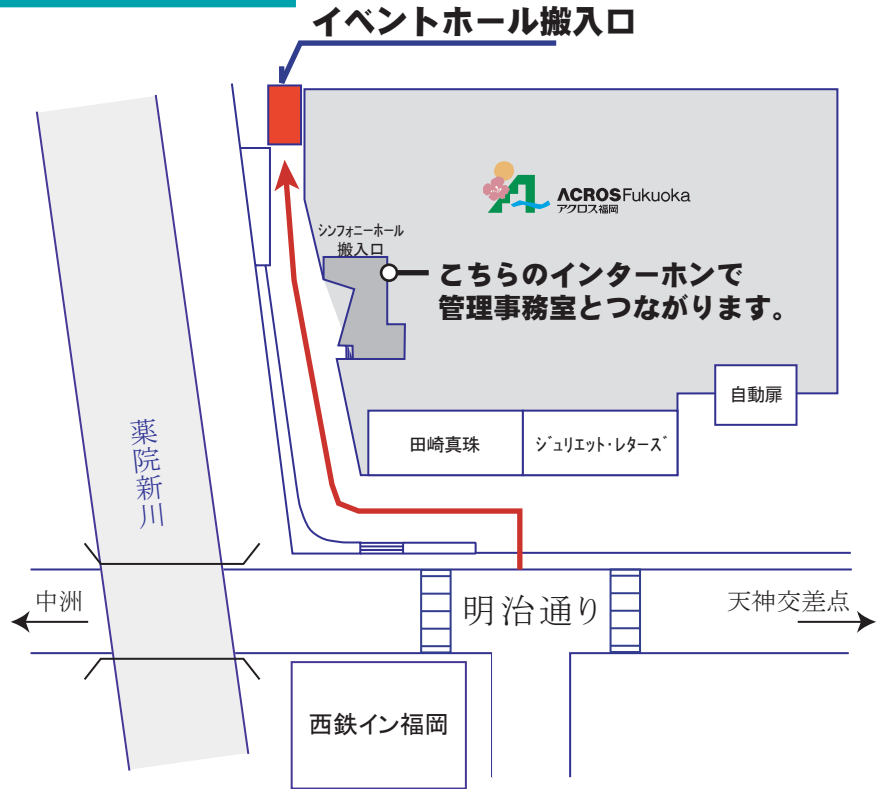 イベントホール搬入口
ACROS Fukuoka
アクロス福岡
シンフォニーホール
搬入口
こちらのインターホンで
管理事務室とつながります。
自動扉
田崎真珠
ジュリエット・レターズ
薬院新川
中洲
明治通り
天神交差点
西鉄イン福岡